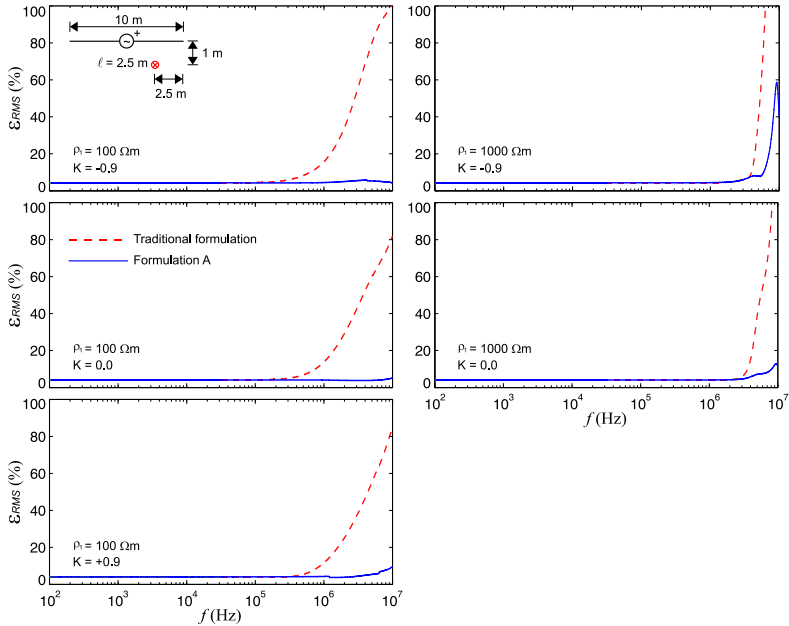 10 m
~
+
1 m
ℓ = 2.5 m
⊗
2.5 m
100
80
60
40
20
0
εRMS (%)
ρ₁ = 100 Ωm
K = -0.9
100
80
60
40
20
0
ρ₁ = 1000 Ωm
K = -0.9
100
80
60
40
20
0
εRMS (%)
Traditional formulation
Formulation A
ρ₁ = 100 Ωm
K = 0.0
100
80
60
40
20
0
ρ₁ = 1000 Ωm
K = 0.0
10² 10³ 10⁴ 10⁵ 10⁶ 10⁷
f (Hz)
100
80
60
40
20
0
εRMS (%)
ρ₁ = 100 Ωm
K = +0.9
10² 10³ 10⁴ 10⁵ 10⁶ 10⁷
f (Hz)